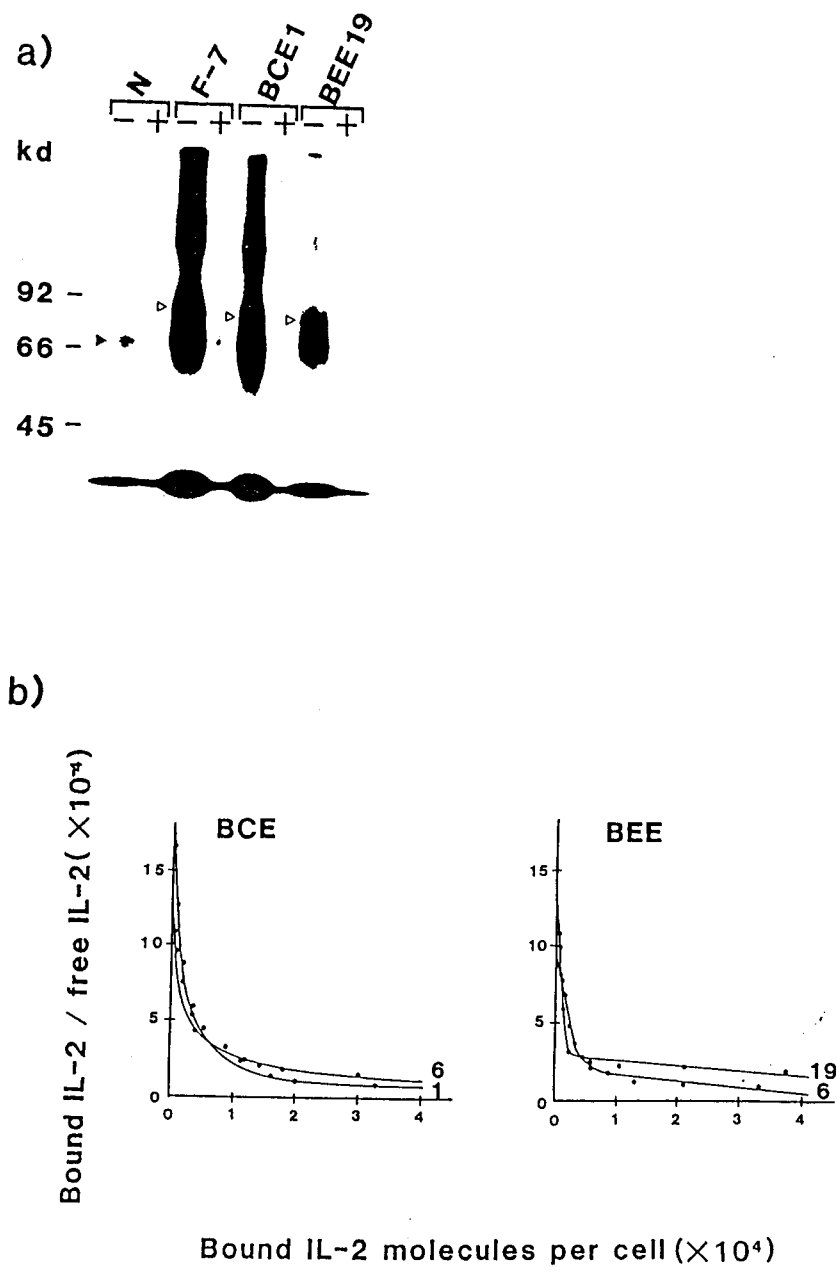 a)
N F-7 BCE1 BEE19
− + − + − + − +
kd
92 −
66 −
45 −
b)
Bound IL-2 / free IL-2( ×10⁻⁴)
BCE
15
10
5
0
0 1 2 3 4
6
1
BEE
15
10
5
0
0 1 2 3 4
19
6
Bound IL-2 molecules per cell(×10⁴)